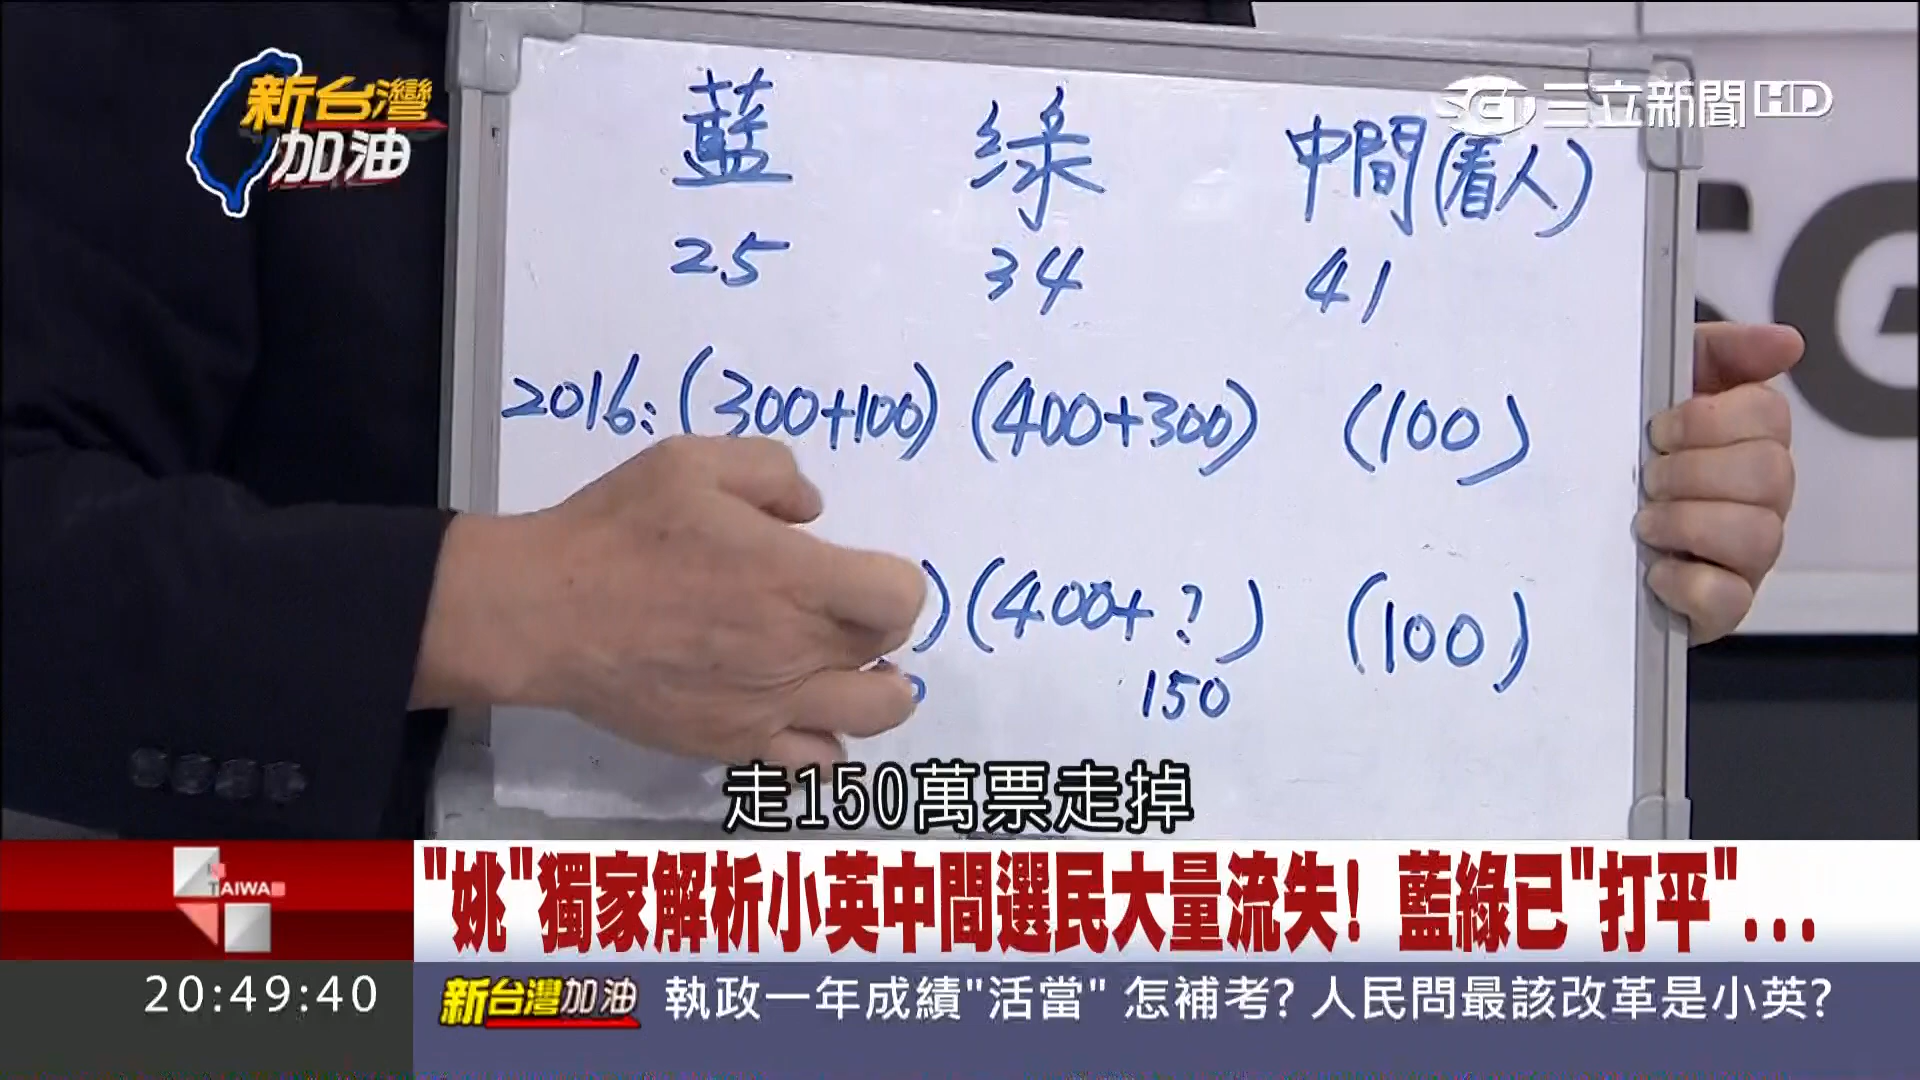 新台灣
加油
三立新聞HD
藍 綠 中間(看人)
25 34 41
2016: (300+100) (400+300) (100)
) (400+ ? ) (100)
150
走150萬票走掉
"姚"獨家解析小英中間選民大量流失! 藍綠已"打平"...
TAIWA
20:49:40
新台灣加油 執政一年成績"活當" 怎補考? 人民問最該改革是小英?